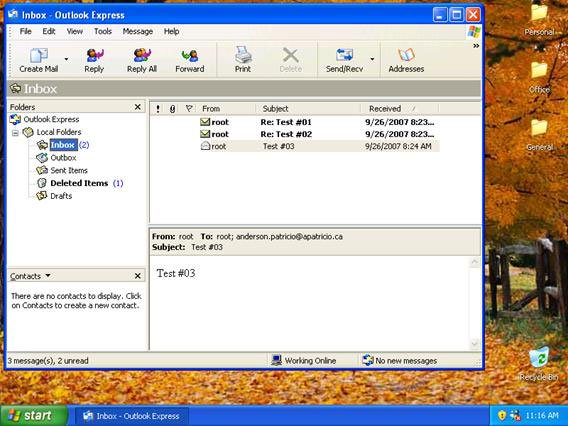 Inbox - Outlook Express
File Edit View Tools Message Help
Create Mail Reply Reply All Forward Print Delete Send/Recv Addresses
Inbox
Folders
Outlook Express
Local Folders
Inbox (2)
Outbox
Sent Items
Deleted Items (1)
Drafts
! From Subject Received
root Re: Test #01 9/26/2007 8:23...
root Re: Test #02 9/26/2007 8:23...
root Test #03 9/26/2007 8:24 AM
From: root To: root; anderson.patricio@apatricio.ca
Subject: Test #03
Test #03
Contacts
There are no contacts to display. Click
on Contacts to create a new contact.
3 message(s), 2 unread Working Online No new messages
Personal
Office
General
Recycle Bin
start Inbox - Outlook Express 11:16 AM